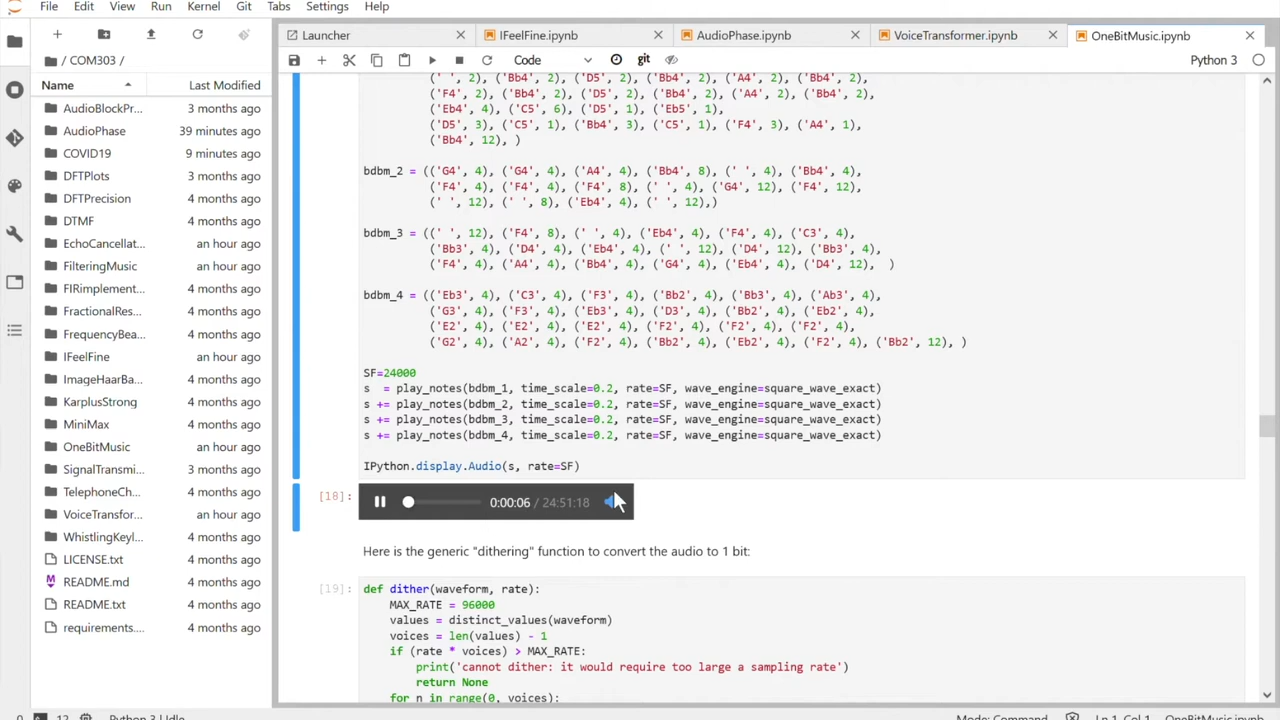 File Edit View Run Kernel Git Tabs Settings Help
Launcher IFeelFine.ipynb AudioPhase.ipynb VoiceTransformer.ipynb OneBitMusic.ipynb
Code git Python 3
/ COM303 /
Name Last Modified
AudioBlockPr... 3 months ago
AudioPhase 39 minutes ago
COVID19 9 minutes ago
DFTPlots 3 months ago
DFTPrecision 4 months ago
DTMF 4 months ago
EchoCancellat... an hour ago
FilteringMusic an hour ago
FIRimplement... 4 months ago
FractionalRes... 4 months ago
FrequencyBea... 4 months ago
IFeelFine an hour ago
ImageHaarBa... 4 months ago
KarplusStrong 4 months ago
MiniMax 4 months ago
OneBitMusic an hour ago
SignalTransmi... 3 months ago
TelephoneCh... 4 months ago
VoiceTransfor... an hour ago
WhistlingKeyl... 4 months ago
LICENSE.txt 4 months ago
README.md 4 months ago
README.txt 4 months ago
requirements.... 4 months ago
(' ', 2), ('Bb4', 2), ('D5', 2), ('Bb4', 2), ('A4', 2), ('Bb4', 2),
('F4', 2), ('Bb4', 2), ('D5', 2), ('Bb4', 2), ('A4', 2), ('Bb4', 2),
('Eb4', 4), ('C5', 6), ('D5', 1), ('Eb5', 1),
('D5', 3), ('C5', 1), ('Bb4', 3), ('C5', 1), ('F4', 3), ('A4', 1),
('Bb4', 12), )
bdbm_2 = (('G4', 4), ('G4', 4), ('A4', 4), ('Bb4', 8), (' ', 4), ('Bb4', 4),
('F4', 4), ('F4', 4), ('F4', 8), (' ', 4), ('G4', 12), ('F4', 12),
(' ', 12), (' ', 8), ('Eb4', 4), (' ', 12),)
bdbm_3 = ((' ', 12), ('F4', 8), (' ', 4), ('Eb4', 4), ('F4', 4), ('C3', 4),
('Bb3', 4), ('D4', 4), ('Eb4', 4), (' ', 12), ('D4', 12), ('Bb3', 4),
('F4', 4), ('A4', 4), ('Bb4', 4), ('G4', 4), ('Eb4', 4), ('D4', 12), )
bdbm_4 = (('Eb3', 4), ('C3', 4), ('F3', 4), ('Bb2', 4), ('Bb3', 4), ('Ab3', 4),
('G3', 4), ('F3', 4), ('Eb3', 4), ('D3', 4), ('Bb2', 4), ('Eb2', 4),
('E2', 4), ('E2', 4), ('E2', 4), ('F2', 4), ('F2', 4), ('F2', 4),
('G2', 4), ('A2', 4), ('F2', 4), ('Bb2', 4), ('Eb2', 4), ('F2', 4), ('Bb2', 12), )
SF=24000
s = play_notes(bdbm_1, time_scale=0.2, rate=SF, wave_engine=square_wave_exact)
s += play_notes(bdbm_2, time_scale=0.2, rate=SF, wave_engine=square_wave_exact)
s += play_notes(bdbm_3, time_scale=0.2, rate=SF, wave_engine=square_wave_exact)
s += play_notes(bdbm_4, time_scale=0.2, rate=SF, wave_engine=square_wave_exact)
IPython.display.Audio(s, rate=SF)
[18]: 0:00:06 / 24:51:18
Here is the generic "dithering" function to convert the audio to 1 bit:
[19]: def dither(waveform, rate):
MAX_RATE = 96000
values = distinct_values(waveform)
voices = len(values) - 1
if (rate * voices) > MAX_RATE:
print('cannot dither: it would require too large a sampling rate')
return None
for n in range(0, voices):
0 12 Python 3 | Idle Mode: Command Ln 1, Col 1 OneBitMusic.ipynb